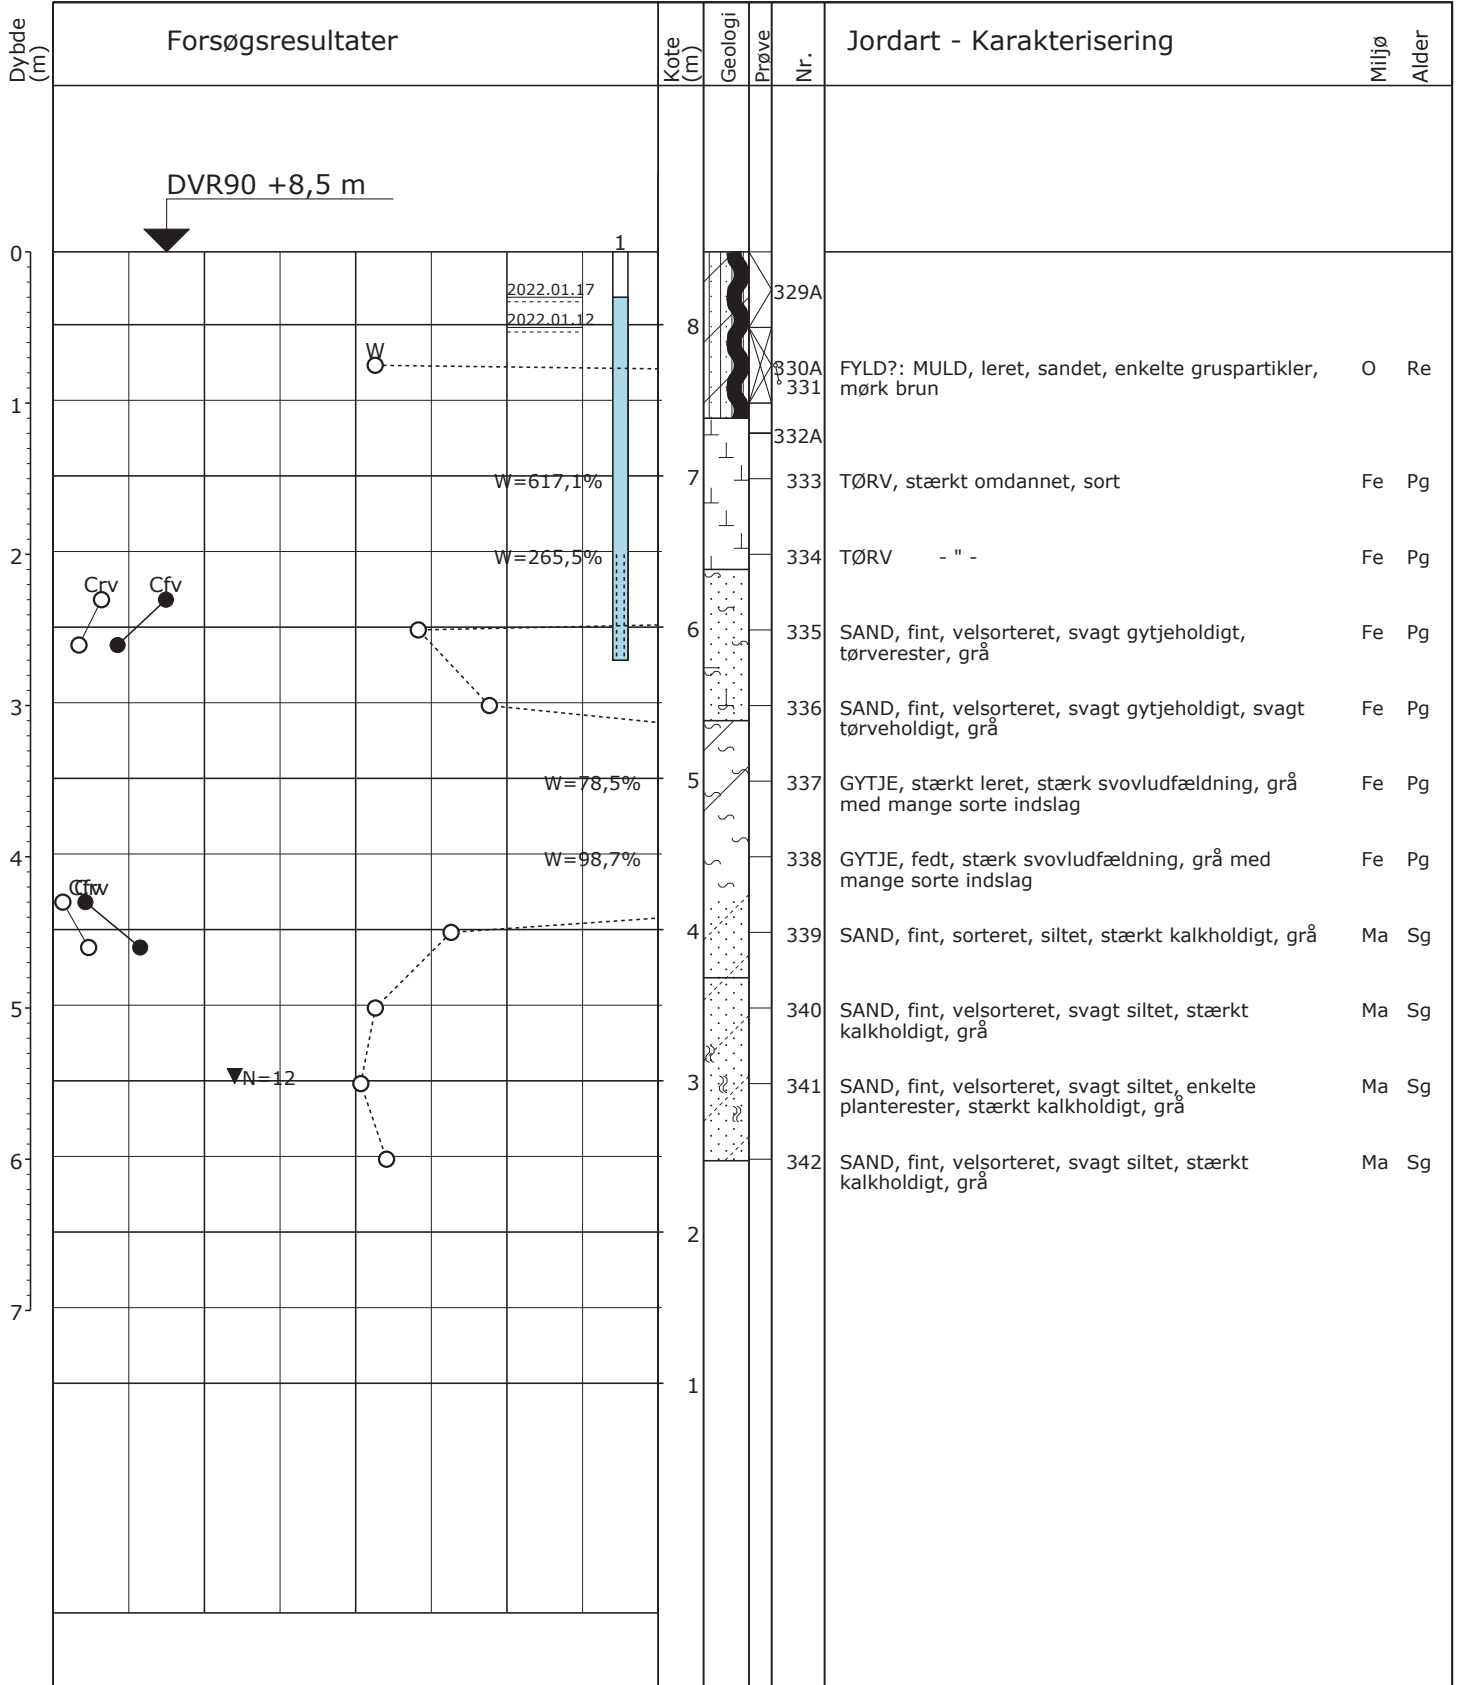 Dybde (m)
Forsøgsresultater
Kote (m)
Geologi
Prøve
Nr.
Jordart - Karakterisering
Miljø
Alder
DVR90 +8,5 m
0
1
2022.01.17
329A
2022.01.12
8
W
330A FYLD?: MULD, leret, sandet, enkelte gruspartikler, O Re
331 mørk brun
1
332A
W=617,1% 7 333 TØRV, stærkt omdannet, sort Fe Pg
2 W=265,5% 334 TØRV - " - Fe Pg
Crv Cfv
6 335 SAND, fint, velsorteret, svagt gytjeholdigt, Fe Pg
tørverester, grå
3 336 SAND, fint, velsorteret, svagt gytjeholdigt, svagt Fe Pg
tørveholdigt, grå
W=78,5% 5 337 GYTJE, stærkt leret, stærk svovludfældning, grå Fe Pg
med mange sorte indslag
4 W=98,7% 338 GYTJE, fedt, stærk svovludfældning, grå med Fe Pg
mange sorte indslag
Crv Cfv
4 339 SAND, fint, sorteret, siltet, stærkt kalkholdigt, grå Ma Sg
5 340 SAND, fint, velsorteret, svagt siltet, stærkt Ma Sg
kalkholdigt, grå
N=12 3 341 SAND, fint, velsorteret, svagt siltet, enkelte Ma Sg
planterester, stærkt kalkholdigt, grå
6 342 SAND, fint, velsorteret, svagt siltet, stærkt Ma Sg
kalkholdigt, grå
2
7
1